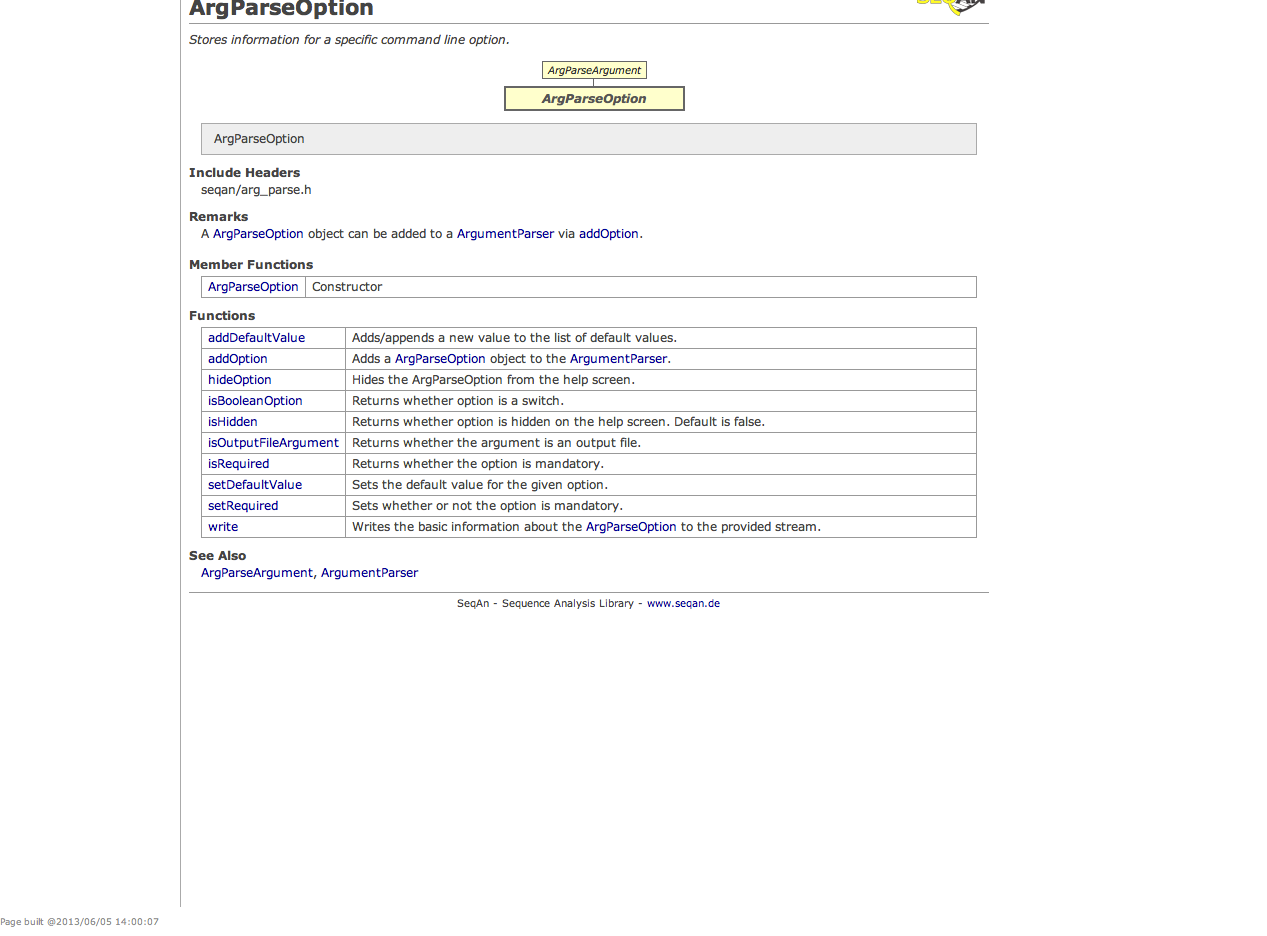 ArgParseOption
SEQAN
Stores information for a specific command line option.
ArgParseArgument
ArgParseOption
ArgParseOption
Include Headers
seqan/arg_parse.h
Remarks
A ArgParseOption object can be added to a ArgumentParser via addOption.
Member Functions
ArgParseOption Constructor
Functions
addDefaultValue Adds/appends a new value to the list of default values.
addOption Adds a ArgParseOption object to the ArgumentParser.
hideOption Hides the ArgParseOption from the help screen.
isBooleanOption Returns whether option is a switch.
isHidden Returns whether option is hidden on the help screen. Default is false.
isOutputFileArgument Returns whether the argument is an output file.
isRequired Returns whether the option is mandatory.
setDefaultValue Sets the default value for the given option.
setRequired Sets whether or not the option is mandatory.
write Writes the basic information about the ArgParseOption to the provided stream.
See Also
ArgParseArgument, ArgumentParser
SeqAn - Sequence Analysis Library - www.seqan.de
Page built @2013/06/05 14:00:07